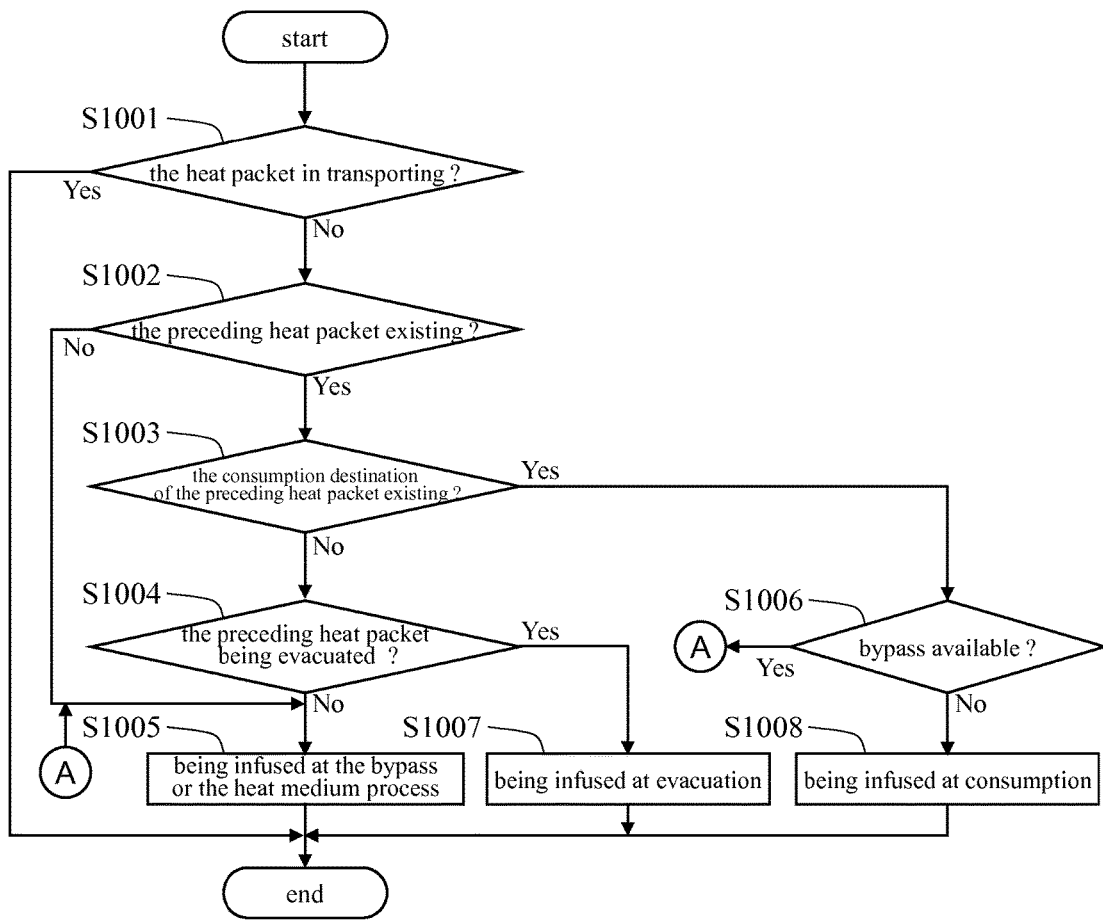 start
S1001
the heat packet in transporting ?
Yes
No
S1002
the preceding heat packet existing ?
No
Yes
S1003
the consumption destination
of the preceding heat packet existing ?
Yes
No
S1004
the preceding heat packet
being evacuated ?
Yes
No
S1006
bypass available ?
A
Yes
No
A
S1005
being infused at the bypass
or the heat medium process
S1007
being infused at evacuation
S1008
being infused at consumption
end